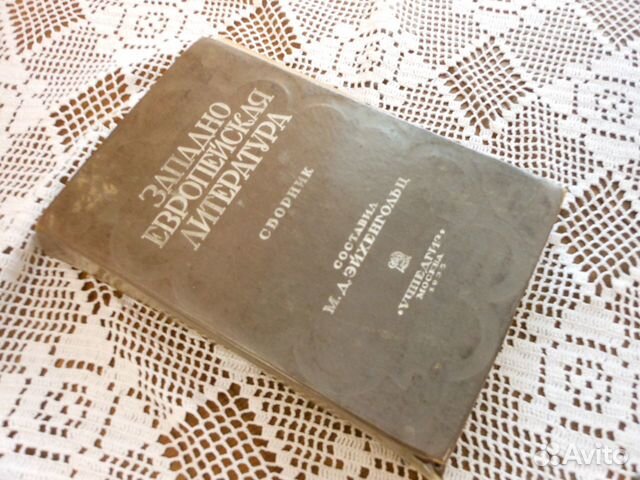 ЗАПАДНО
ЕВРОПЕЙСКАЯ
ЛИТЕРАТУРА
СБОРНИК
СОСТАВИЛ
М.Д.ЭЙХЕНГОЛЬЦ
•УЧПЕДГИЗ•
МОСКВА
Avito